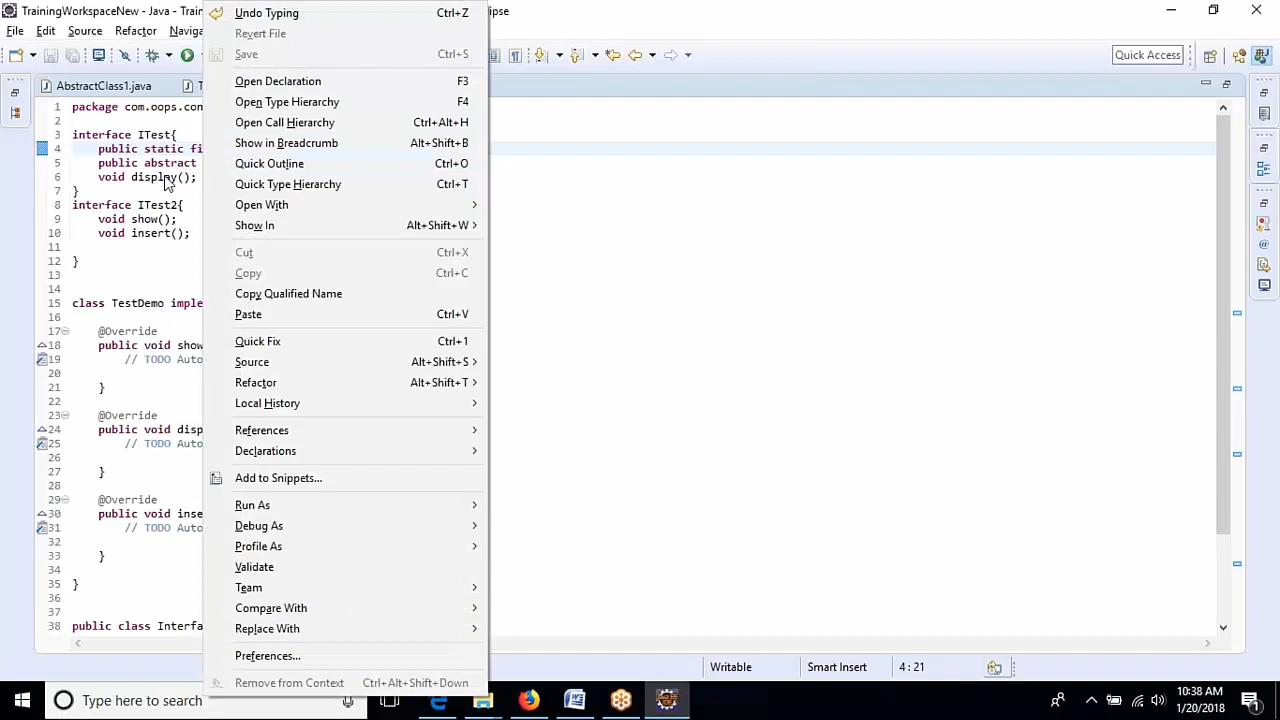 TrainingWorkspaceNew - Java - I
lipse
File Edit Source Refactor Naviga
Quick Access
AbstractClass1.java
1 package com.oops.con
2
3 interface ITest{
4 public static fi
5 public abstract
6 void display();
7 }
8 interface ITest2{
9 void show();
10 void insert();
11
12 }
13
14
15 class TestDemo imple
16
17 @Override
18 public void show
19 // TODO Auto
20
21 }
22
23 @Override
24 public void disp
25 // TODO Auto
26
27 }
28
29 @Override
30 public void inse
31 // TODO Auto
32
33 }
34
35 }
36
37
38 public class Interfa
Undo Typing Ctrl+Z
Revert File
Save Ctrl+S
Open Declaration F3
Open Type Hierarchy F4
Open Call Hierarchy Ctrl+Alt+H
Show in Breadcrumb Alt+Shift+B
Quick Outline Ctrl+O
Quick Type Hierarchy Ctrl+T
Open With
Show In Alt+Shift+W
Cut Ctrl+X
Copy Ctrl+C
Copy Qualified Name
Paste Ctrl+V
Quick Fix Ctrl+1
Source Alt+Shift+S
Refactor Alt+Shift+T
Local History
References
Declarations
Add to Snippets...
Run As
Debug As
Profile As
Validate
Team
Compare With
Replace With
Preferences...
Remove from Context Ctrl+Alt+Shift+Down
Writable Smart Insert 4 : 21
Type here to search
10:38 AM
1/20/2018
1